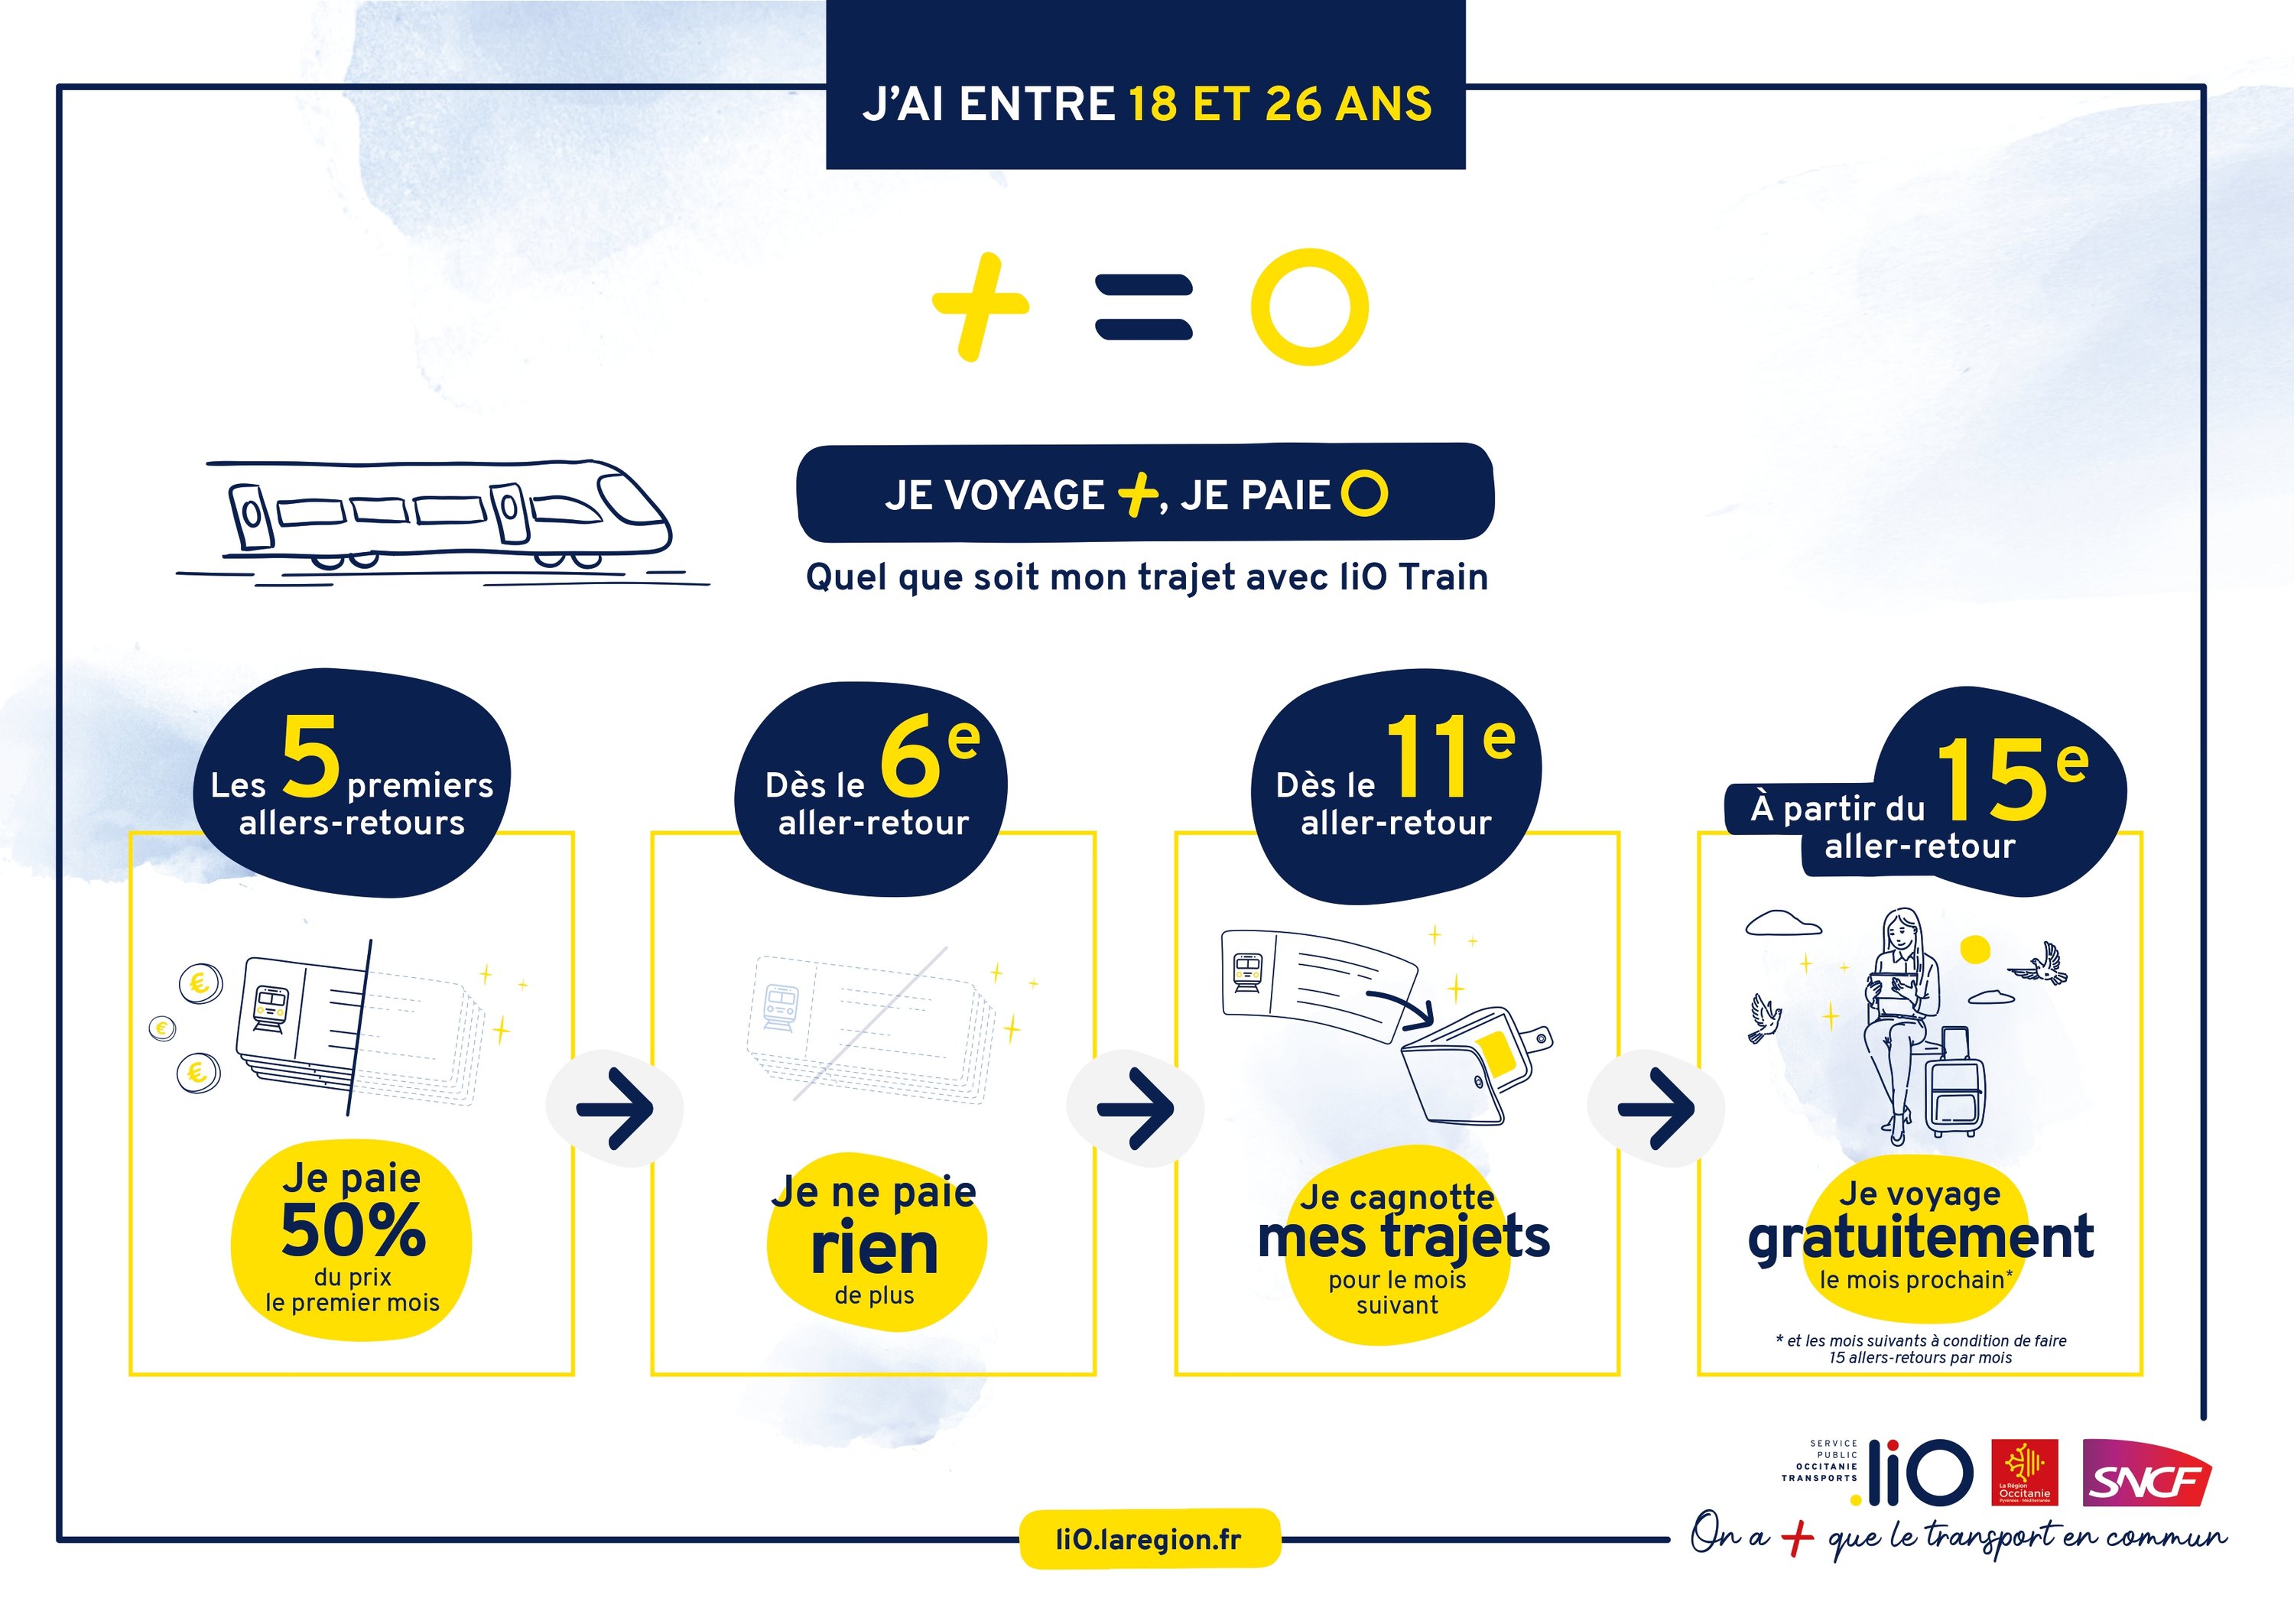 J'AI ENTRE 18 ET 26 ANS
+ = O
JE VOYAGE +, JE PAIE O
Quel que soit mon trajet avec liO Train
Les 5 premiers
allers-retours
Je paie
50%
du prix
le premier mois
Dès le 6e
aller-retour
Je ne paie
rien
de plus
Dès le 11e
aller-retour
Je cagnotte
mes trajets
pour le mois
suivant
À partir du 15e
aller-retour
Je voyage
gratuitement
le mois prochain*
* et les mois suivants à condition de faire
15 allers-retours par mois
SERVICE
PUBLIC
OCCITANIE
TRANSPORTS
liO
La Région
Occitanie
Pyrénées - Méditerranée
SNCF
On a + que le transport en commun
liO.laregion.fr